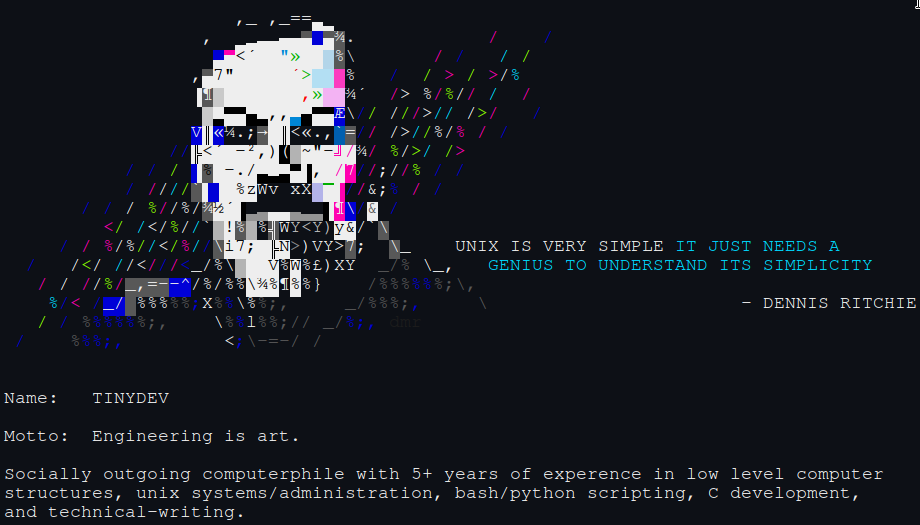 UNIX IS VERY SIMPLE IT JUST NEEDS A
GENIUS TO UNDERSTAND ITS SIMPLICITY
- DENNIS RITCHIE
dmr
Name: TINYDEV
Motto: Engineering is art.
Socially outgoing computerphile with 5+ years of experence in low level computer
structures, unix systems/administration, bash/python scripting, C development,
and technical-writing.